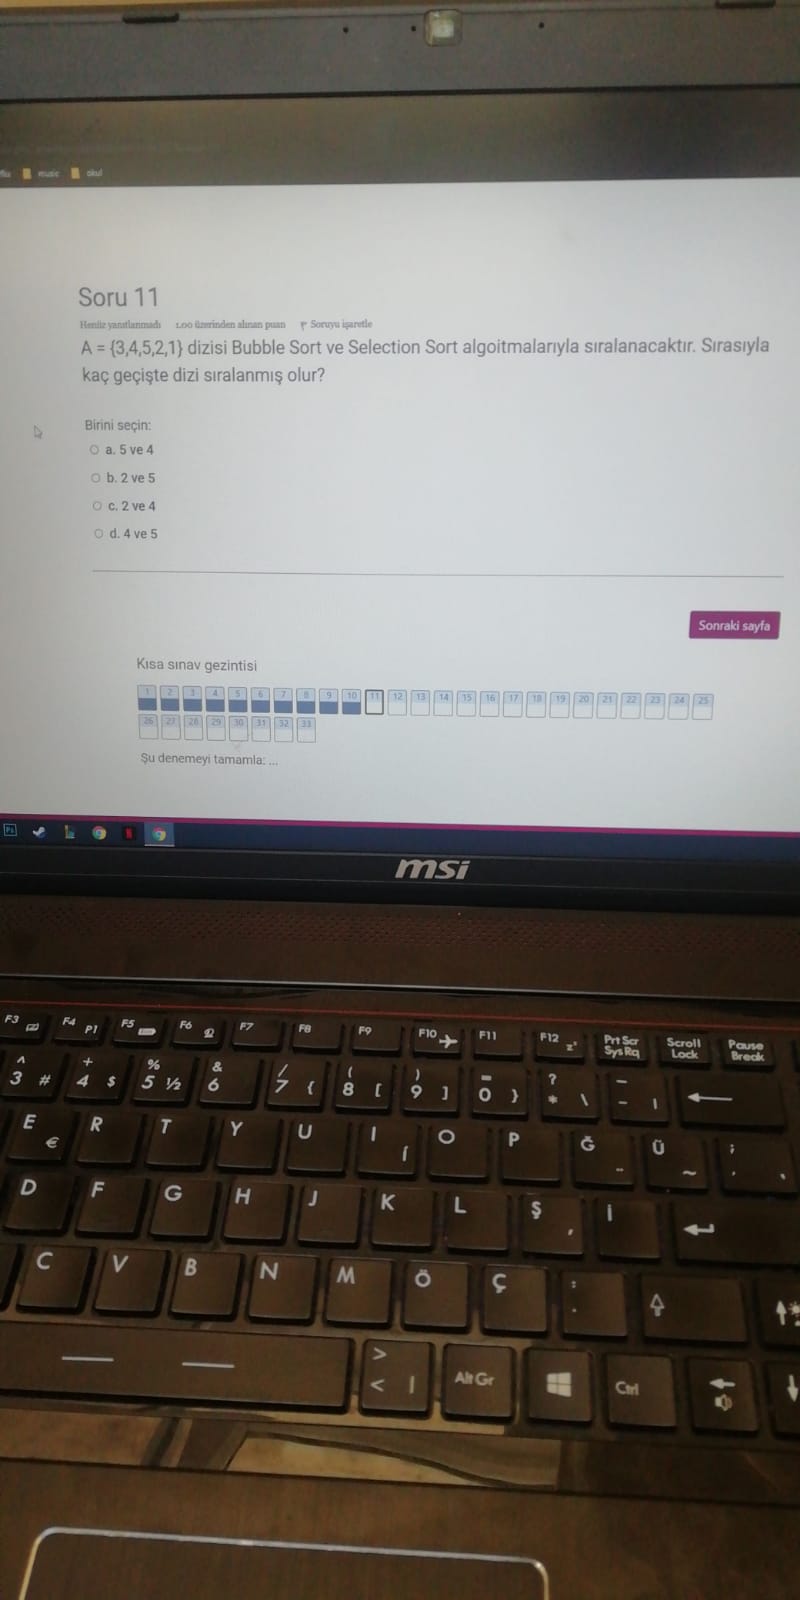 music
okul
Soru 11
Henüz yanıtlanmadı 1.00 üzerinden alınan puan Soruyu işaretle
A = {3,4,5,2,1} dizisi Bubble Sort ve Selection Sort algoitmalarıyla sıralanacaktır. Sırasıyla
kaç geçişte dizi sıralanmış olur?
Birini seçin:
a. 5 ve 4
b. 2 ve 5
c. 2 ve 4
d. 4 ve 5
Sonraki sayfa
Kısa sınav gezintisi
1 2 3 4 5 6 7 8 9 10 11 12 13 14 15 16 17 18 19 20 21 22 23 24 25
26 27 28 29 30 31 32 33
Şu denemeyi tamamla: ...
Ps
msi
F3 F4 P1 F5 F6 F7 F8 F9 F10 F11 F12 Prt Scr Sys Rq Scroll Lock Pause Break
^ 3 # + 4 $ % 5 ½ & 6 / 7 { ( 8 [ ) 9 ] = 0 } ? * \ _ -
E € R T Y U I İ O P Ğ ¨ Ü ~ ; ,
D F G H J K L Ş İ
C V B N M Ö Ç : .
> < | Alt Gr Ctrl